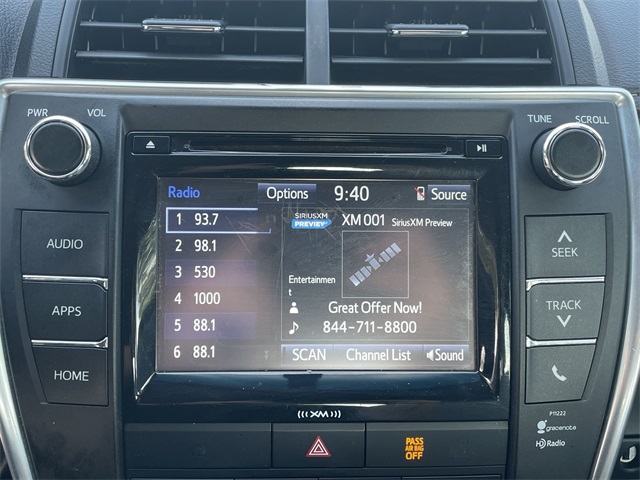 PWR VOL
TUNE SCROLL
AUDIO
APPS
HOME
Radio Options 9:40 Source
1 93.7
2 98.1
3 530
4 1000
5 88.1
6 88.1
SIRIUSXM
PREVIEW
XM 001 SiriusXM Preview
Entertainmen
t
Great Offer Now!
844-711-8800
SCAN Channel List Sound
SEEK
TRACK
(((XM)))
P11222
gracenote
HD Radio
PASS
AIR BAG
OFF